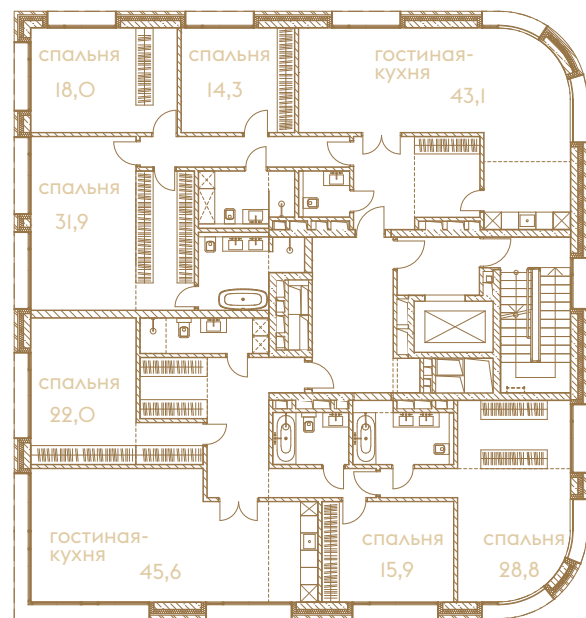 спальня
18,0
спальня
14,3
гостиная-
кухня
43,1
спальня
31,9
спальня
22,0
гостиная-
кухня
45,6
спальня
15,9
спальня
28,8